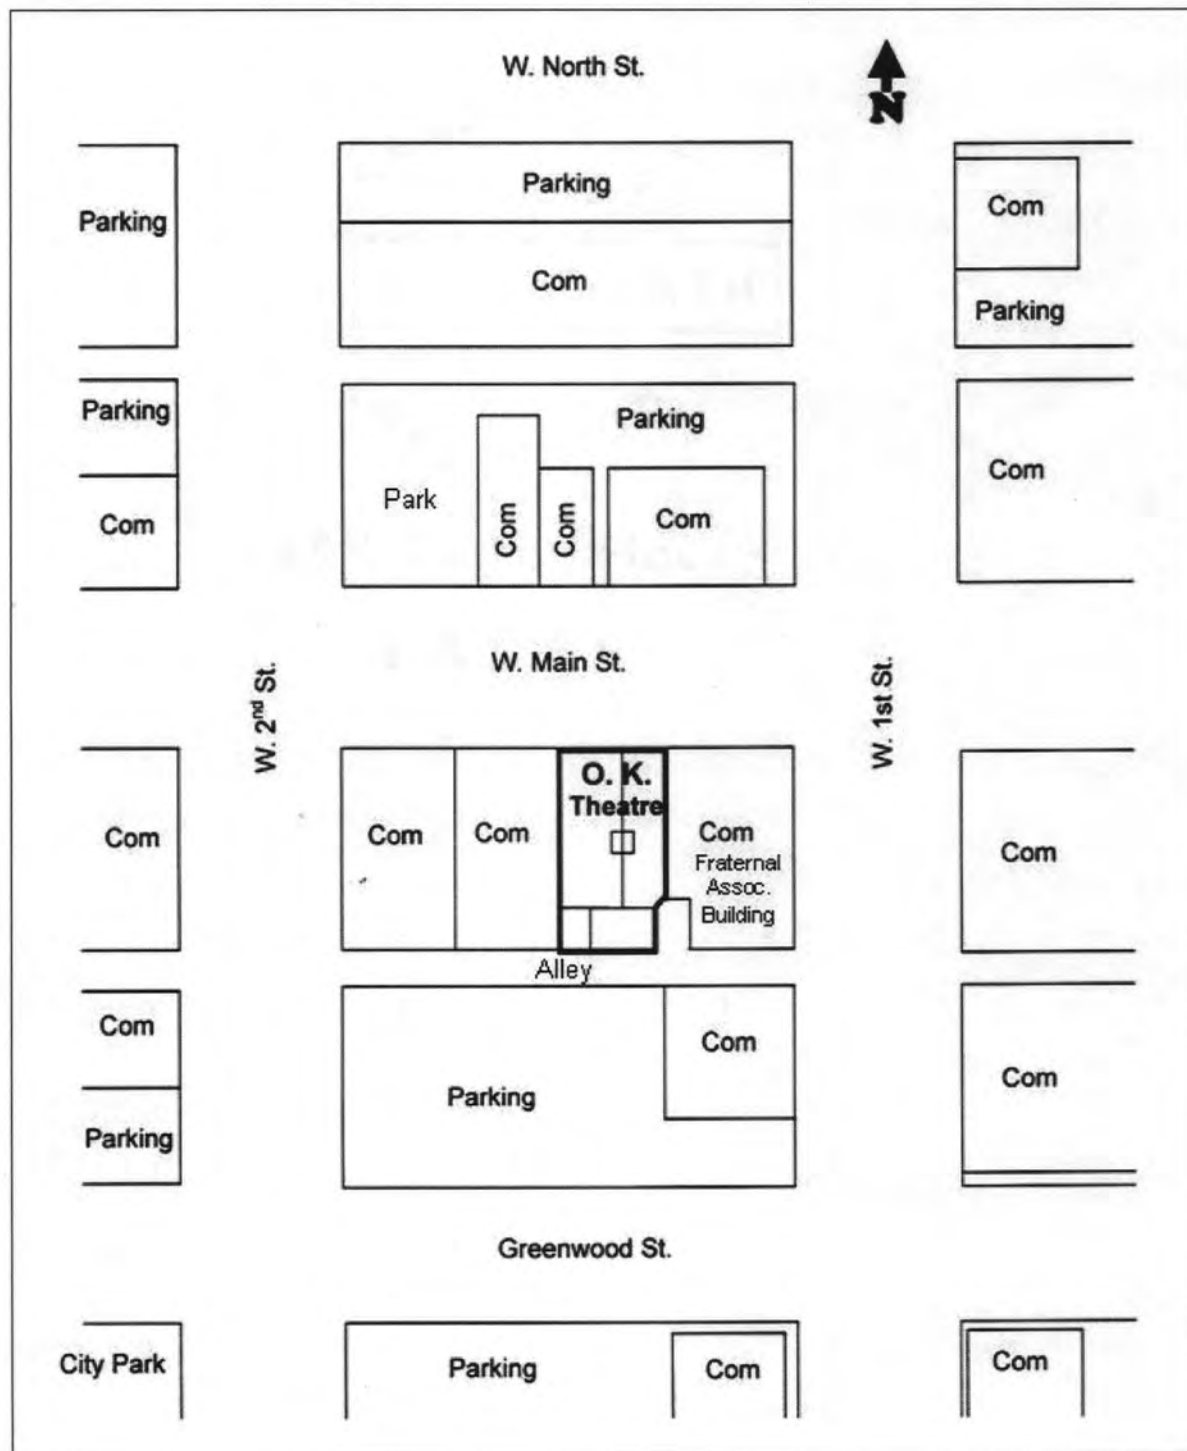 W. North St.
N
Parking
Parking
Com
Com
Parking
Parking
Com
Park
Com
Com
Parking
Com
Com
W. 2nd St.
W. Main St.
W. 1st St.
Com
Com
Com
O. K.
Theatre
Com
Fraternal
Assoc.
Building
Com
Alley
Com
Parking
Parking
Com
Com
Greenwood St.
City Park
Parking
Com
Com